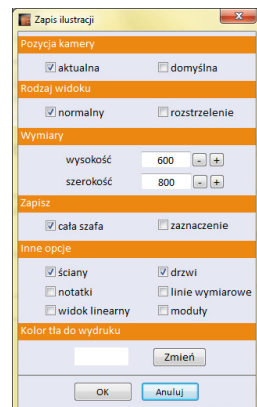 Zapis ilustracji
Pozycja kamery
aktualna domyślna
Rodzaj widoku
normalny rozstrzelenie
Wymiary
wysokość 600 - +
szerokość 800 - +
Zapisz
cała szafa zaznaczenie
Inne opcje
ściany drzwi
notatki linie wymiarowe
widok linearny moduły
Kolor tła do wydruku
Zmień
OK Anuluj